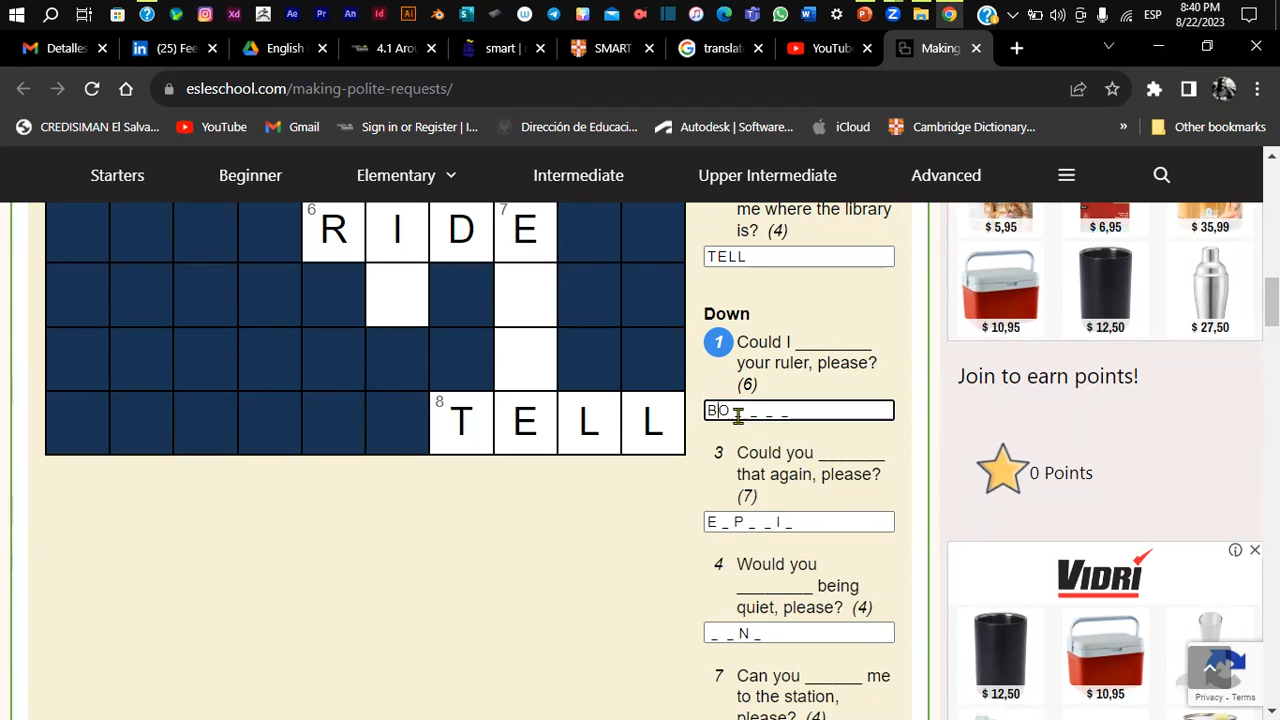 8:40 PM
ESP
8/22/2023
Detalles
(25) Fee
English
4.1 Arou
smart |
SMART
translat
YouTube
Making
esleschool.com/making-polite-requests/
CREDISIMAN El Salva...
YouTube
Gmail
Sign in or Register | I...
Dirección de Educaci...
Autodesk | Software...
iCloud
Cambridge Dictionary...
»
Other bookmarks
Starters
Beginner
Elementary
Intermediate
Upper Intermediate
Advanced
6 R I D 7 E
8 T E L L
me where the library
is? (4)
TELL
Down
1 Could I ________
your ruler, please?
(6)
BO _ _ _
3 Could you _______
that again, please?
(7)
E _ P _ _ I _
4 Would you
________ being
quiet, please? (4)
_ _ N _
7 Can you ______ me
to the station,
please? (4)
$ 5,95
$ 6,95
$ 35,99
$ 10,95
$ 12,50
$ 27,50
Join to earn points!
0 Points
VIDRÍ
$ 12,50
$ 10,95
Privacy - Terms